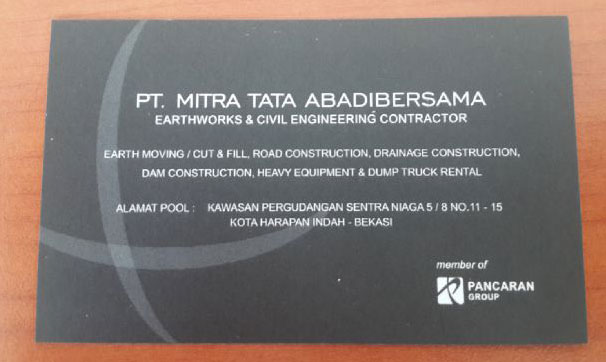 PT. MITRA TATA ABADIBERSAMA
EARTHWORKS & CIVIL ENGINEERING CONTRACTOR
EARTH MOVING / CUT & FILL, ROAD CONSTRUCTION, DRAINAGE CONSTRUCTION,
DAM CONSTRUCTION, HEAVY EQUIPMENT & DUMP TRUCK RENTAL
ALAMAT POOL : KAWASAN PERGUDANGAN SENTRA NIAGA 5 / 8 NO.11 - 15
KOTA HARAPAN INDAH - BEKASI
member of
PANCARAN
GROUP